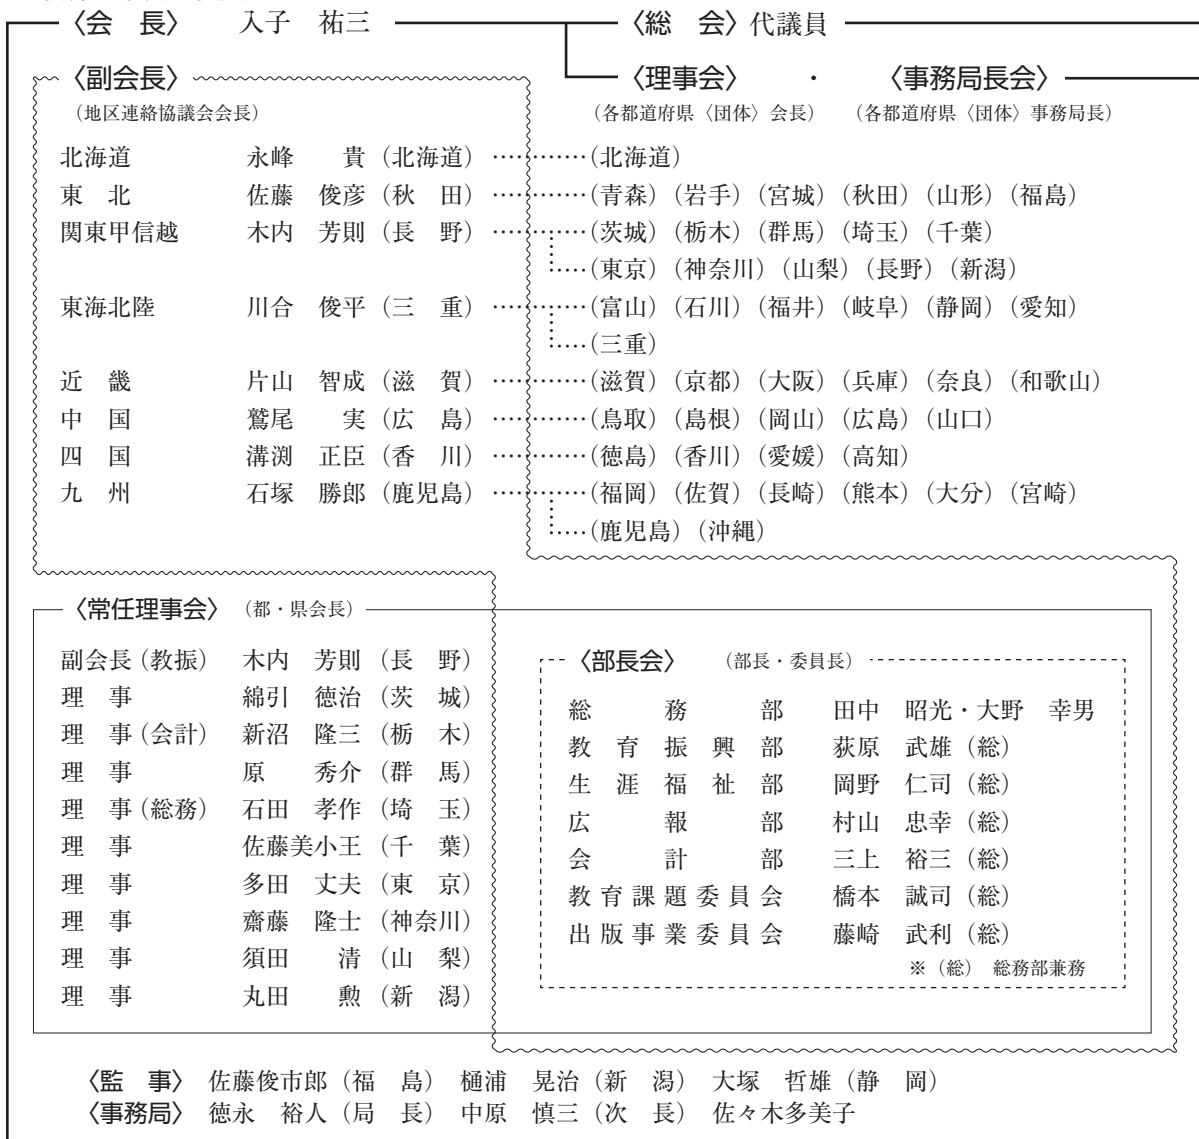 〈会　長〉　入子　祐三　〈総　会〉代議員
〈副会長〉　〈理事会〉　・　〈事務局長会〉
（地区連絡協議会会長）　（各都道府県〈団体〉会長）　（各都道府県〈団体〉事務局長）
北海道　永峰　貴（北海道）…………（北海道）
東　北　佐藤　俊彦（秋　田）…………（青森）（岩手）（宮城）（秋田）（山形）（福島）
関東甲信越　木内　芳則（長　野）…………（茨城）（栃木）（群馬）（埼玉）（千葉）
（東京）（神奈川）（山梨）（長野）（新潟）
東海北陸　川合　俊平（三　重）…………（富山）（石川）（福井）（岐阜）（静岡）（愛知）
（三重）
近　畿　片山　智成（滋　賀）…………（滋賀）（京都）（大阪）（兵庫）（奈良）（和歌山）
中　国　鷲尾　実（広　島）…………（鳥取）（島根）（岡山）（広島）（山口）
四　国　溝渕　正臣（香　川）…………（徳島）（香川）（愛媛）（高知）
九　州　石塚　勝郎（鹿児島）…………（福岡）（佐賀）（長崎）（熊本）（大分）（宮崎）
（鹿児島）（沖縄）
〈常任理事会〉（都・県会長）
副会長（教振）　木内　芳則（長　野）
理　事　綿引　徳治（茨　城）
理　事（会計）　新沼　隆三（栃　木）
理　事　原　秀介（群　馬）
理　事（総務）　石田　孝作（埼　玉）
理　事　佐藤美小王（千　葉）
理　事　多田　丈夫（東　京）
理　事　齋藤　隆士（神奈川）
理　事　須田　清（山　梨）
理　事　丸田　勲（新　潟）
〈部長会〉　（部長・委員長）
総務部　田中　昭光・大野　幸男
教育振興部　荻原　武雄（総）
生涯福祉部　岡野　仁司（総）
広報部　村山　忠幸（総）
会計部　三上　裕三（総）
教育課題委員会　橋本　誠司（総）
出版事業委員会　藤崎　武利（総）
※（総）　総務部兼務
〈監　事〉　佐藤俊市郎（福　島）　樋浦　晃治（新　潟）　大塚　哲雄（静　岡）
〈事務局〉　徳永　裕人（局　長）　中原　慎三（次　長）　佐々木多美子